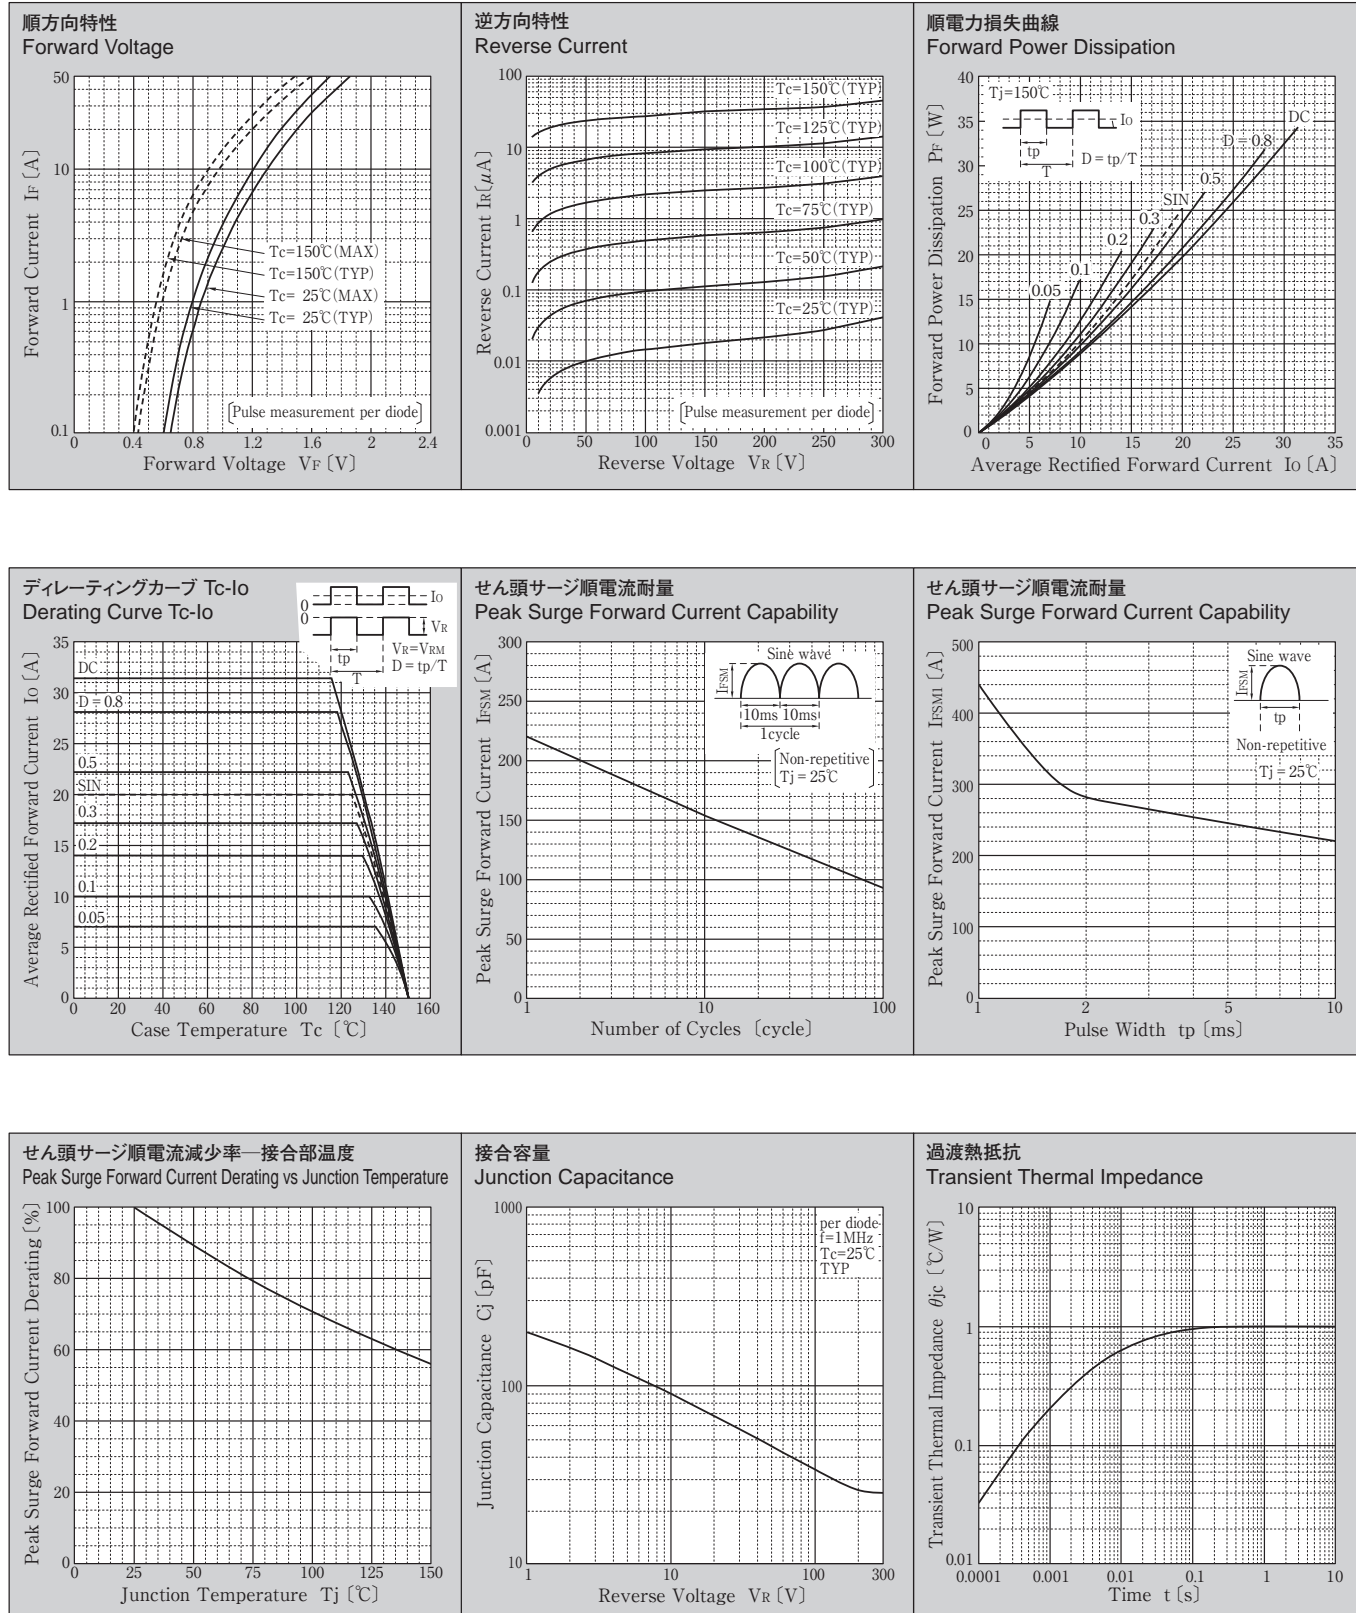 順方向特性
Forward Voltage
50
10
1
0.1
Forward Current IF〔A〕
Tc=150℃(MAX)
Tc=150℃(TYP)
Tc= 25℃(MAX)
Tc= 25℃(TYP)
[Pulse measurement per diode]
0 0.4 0.8 1.2 1.6 2 2.4
Forward Voltage VF〔V〕
逆方向特性
Reverse Current
100
10
1
0.1
0.01
0.001
Reverse Current IR〔μA〕
Tc=150℃(TYP)
Tc=125℃(TYP)
Tc=100℃(TYP)
Tc=75℃(TYP)
Tc=50℃(TYP)
Tc=25℃(TYP)
[Pulse measurement per diode]
0 50 100 150 200 250 300
Reverse Voltage VR〔V〕
順電力損失曲線
Forward Power Dissipation
40
35
30
25
20
15
10
5
0
Forward Power Dissipation PF〔W〕
Tj=150℃
Io
tp
T
D=tp/T
DC
D=0.8
0.5
SIN
0.3
0.2
0.1
0.05
0 5 10 15 20 25 30 35
Average Rectified Forward Current Io〔A〕
ディレーティングカーブ Tc-Io
Derating Curve Tc-Io
0
Io
0
VR
tp
VR=VRM
D=tp/T
T
35
30
25
20
15
10
5
0
Average Rectified Forward Current Io〔A〕
DC
D=0.8
0.5
SIN
0.3
0.2
0.1
0.05
0 20 40 60 80 100 120 140 160
Case Temperature Tc〔℃〕
せん頭サージ順電流耐量
Peak Surge Forward Current Capability
300
250
200
150
100
50
0
Peak Surge Forward Current IFSM〔A〕
Sine wave
IFSM
10ms 10ms
1cycle
Non-repetitive
Tj=25℃
1 10 100
Number of Cycles〔cycle〕
せん頭サージ順電流耐量
Peak Surge Forward Current Capability
500
400
300
200
100
0
Peak Surge Forward Current IFSM1〔A〕
Sine wave
IFSM
tp
Non-repetitive
Tj=25℃
1 2 5 10
Pulse Width tp〔ms〕
せん頭サージ順電流減少率―接合部温度
Peak Surge Forward Current Derating vs Junction Temperature
100
80
60
40
20
0
Peak Surge Forward Current Derating〔%〕
0 25 50 75 100 125 150
Junction Temperature Tj〔℃〕
接合容量
Junction Capacitance
1000
100
10
Junction Capacitance Cj〔pF〕
per diode
f=1MHz
Tc=25℃
TYP
1 10 100 300
Reverse Voltage VR〔V〕
過渡熱抵抗
Transient Thermal Impedance
10
1
0.1
0.01
Transient Thermal Impedance θjc〔℃/W〕
0.0001 0.001 0.01 0.1 1 10
Time t〔s〕